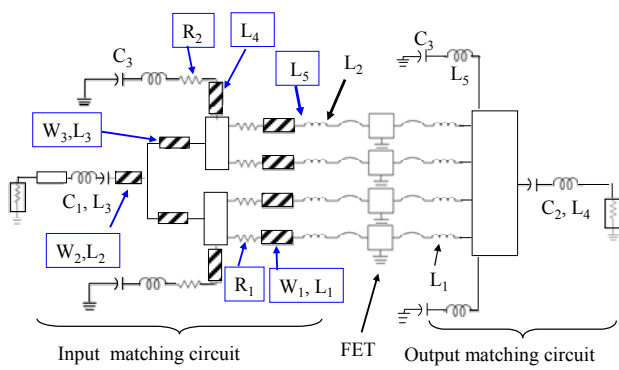 C3
R2
L4
L5
L2
C3
L5
W3,L3
C1, L3
W2,L2
R1
W1, L1
L1
C2, L4
Input matching circuit
FET
Output matching circuit